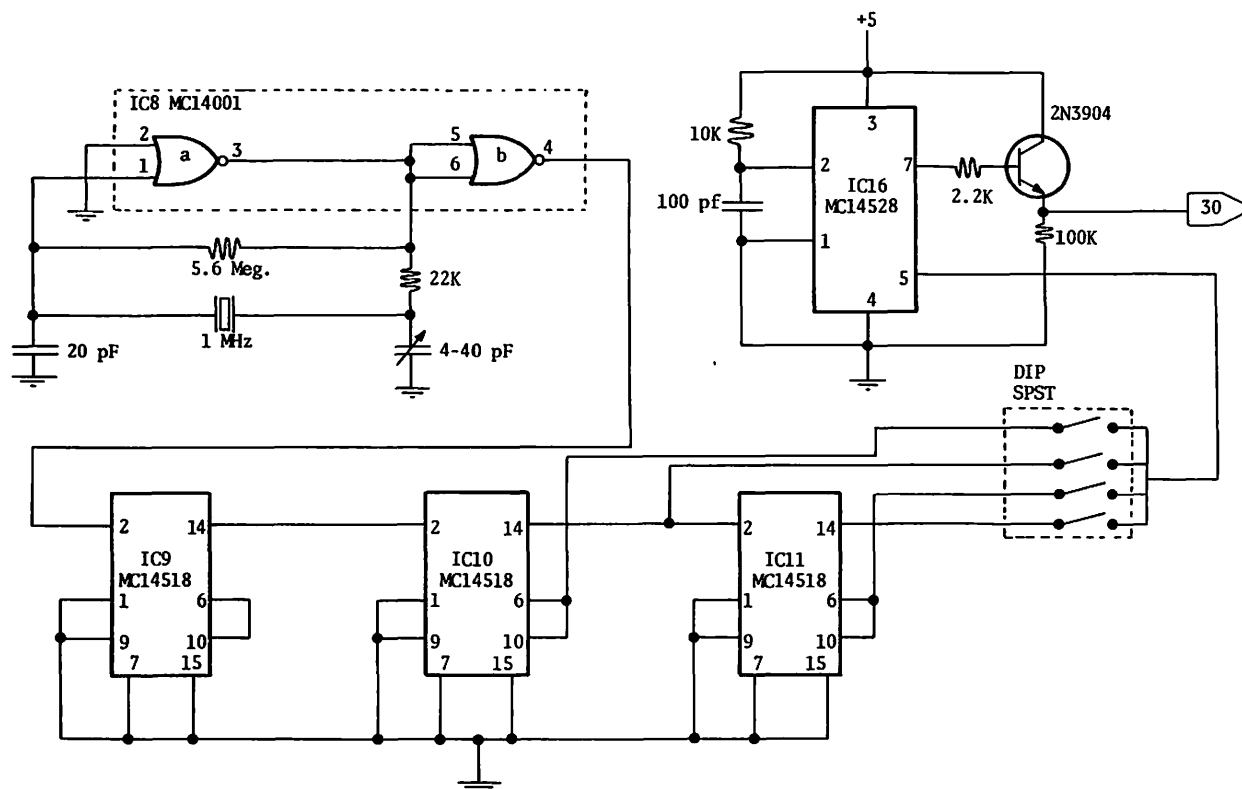 +5
IC8 MC14001
2
1
a
3
5
6
b
4
5.6 Meg.
22K
1 MHz
20 pF
4-40 pF
10K
100 pf
3
2
1
IC16
MC14528
7
5
4
2.2K
2N3904
30
100K
DIP
SPST
2
14
IC9
MC14518
1
6
9
10
7
15
2
14
IC10
MC14518
1
6
9
10
7
15
2
14
IC11
MC14518
1
6
9
10
7
15